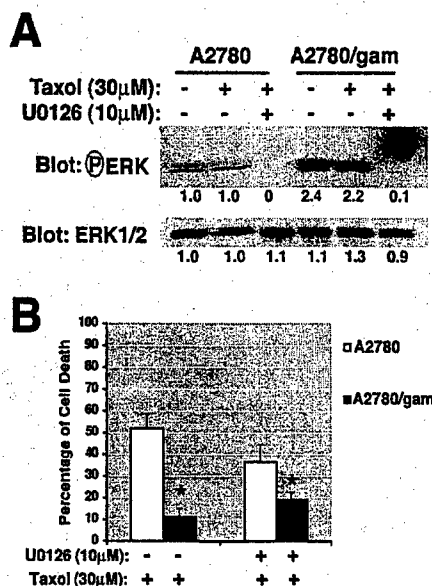 A
A2780 A2780/gam
Taxol (30µM): - + + - + +
U0126 (10µM): + +
Blot: ⓅERK
1.0 1.0 0 2.4 2.2 0.1
Blot: ERK1/2
1.0 1.0 1.1 1.1 1.3 0.9
B
100
90
80
70
60
50
40
30
20
10
0
Percentage of Cell Death
A2780
A2780/gam
* *
U0126 (10µM): - - + +
Taxol (30µM): + + + +